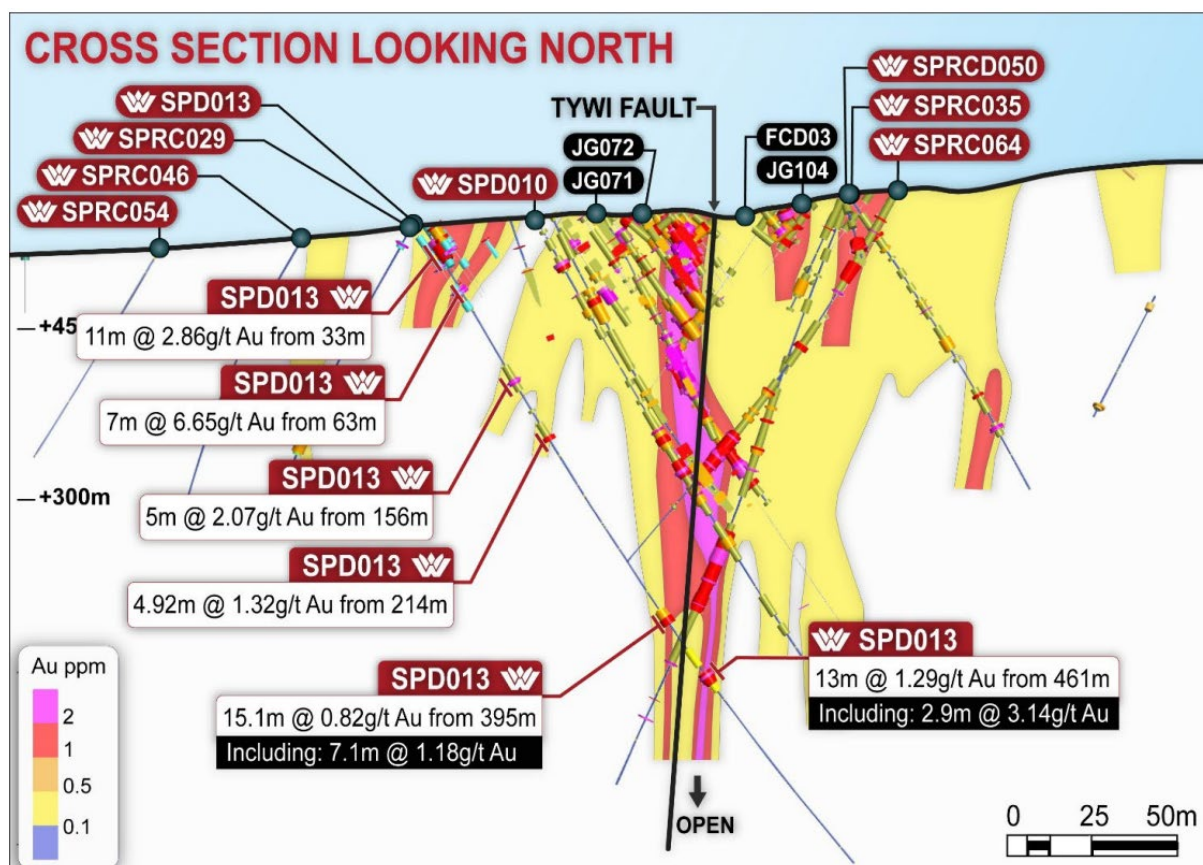 CROSS SECTION LOOKING NORTH
SPD013
SPRC029
SPRC046
SPRC054
SPD010
JG072
JG071
TYWI FAULT
FCD03
JG104
SPRCD050
SPRC035
SPRC064
SPD013
11m @ 2.86g/t Au from 33m
SPD013
7m @ 6.65g/t Au from 63m
SPD013
5m @ 2.07g/t Au from 156m
SPD013
4.92m @ 1.32g/t Au from 214m
SPD013
15.1m @ 0.82g/t Au from 395m
Including: 7.1m @ 1.18g/t Au
SPD013
13m @ 1.29g/t Au from 461m
Including: 2.9m @ 3.14g/t Au
+300m
Au ppm
2
1
0.5
0.1
OPEN
0 25 50m